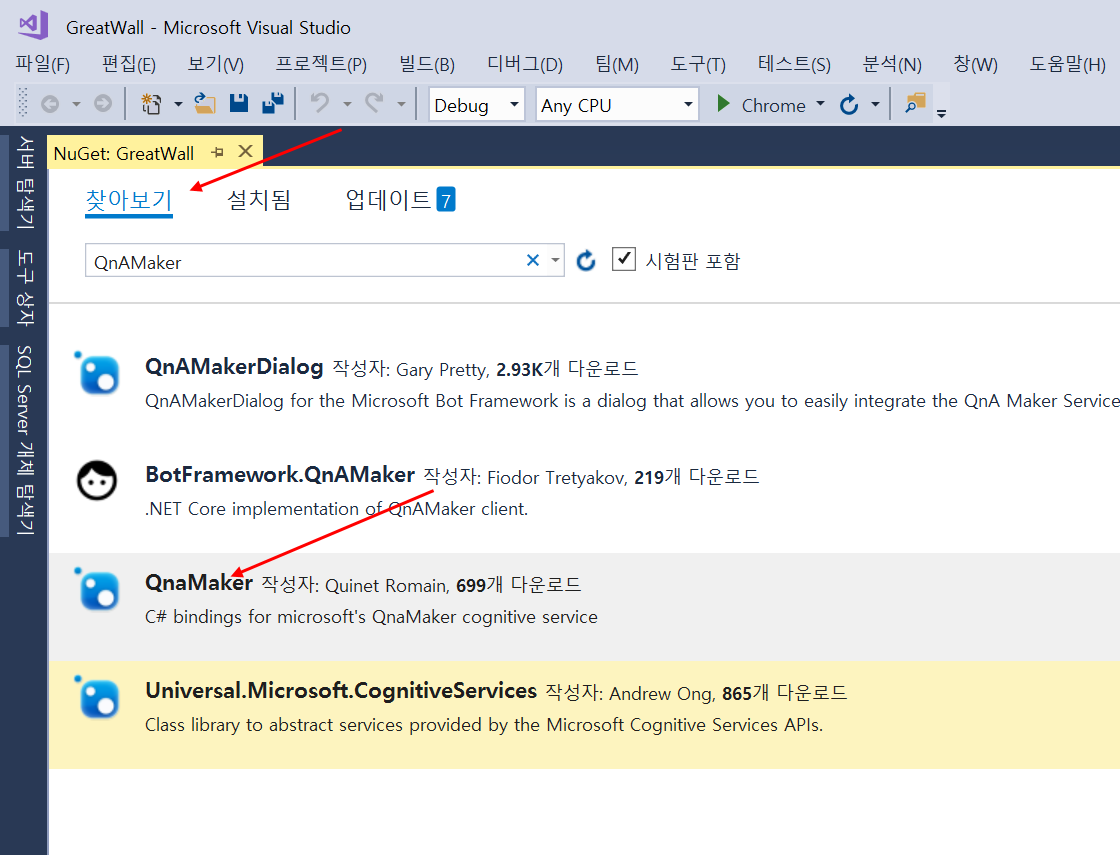 GreatWall - Microsoft Visual Studio
파일(F) 편집(E) 보기(V) 프로젝트(P) 빌드(B) 디버그(D) 팀(M) 도구(T) 테스트(S) 분석(N) 창(W) 도움말(H)
Debug Any CPU Chrome
서버 탐색기
도구 상자
SQL Server 개체 탐색기
NuGet: GreatWall
찾아보기 설치됨 업데이트 7
QnAMaker 시험판 포함
QnAMakerDialog 작성자: Gary Pretty, 2.93K개 다운로드
QnAMakerDialog for the Microsoft Bot Framework is a dialog that allows you to easily integrate the QnA Maker Service
BotFramework.QnAMaker 작성자: Fiodor Tretyakov, 219개 다운로드
.NET Core implementation of QnAMaker client.
QnaMaker 작성자: Quinet Romain, 699개 다운로드
C# bindings for microsoft's QnaMaker cognitive service
Universal.Microsoft.CognitiveServices 작성자: Andrew Ong, 865개 다운로드
Class library to abstract services provided by the Microsoft Cognitive Services APIs.